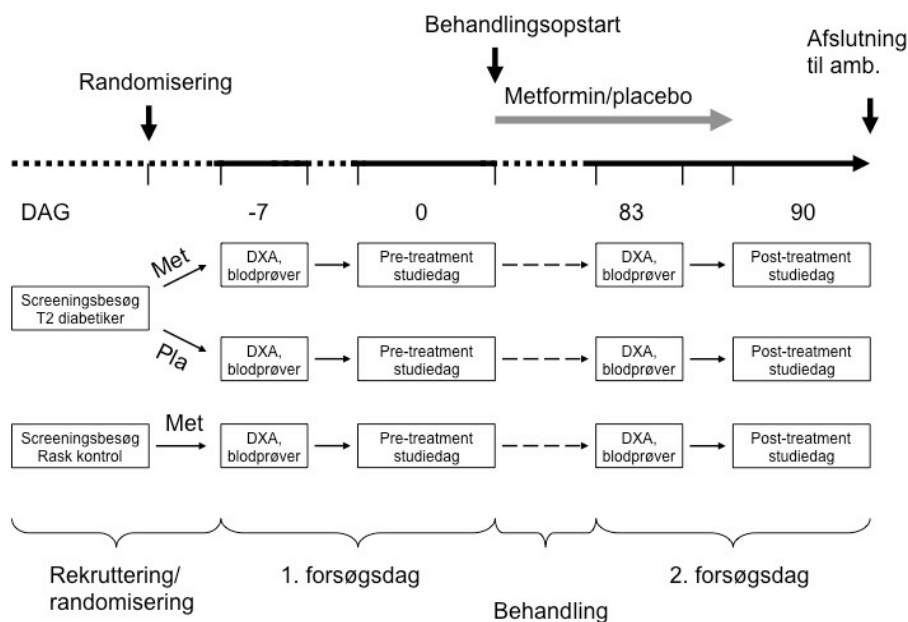 Behandlingsopstart
Afslutning
til amb.
Randomisering
Metformin/placebo
DAG -7 0 83 90
Met
DXA,
blodprøver
Pre-treatment
studiedag
DXA,
blodprøver
Post-treatment
studiedag
Screeningsbesøg
T2 diabetiker
Pla
DXA,
blodprøver
Pre-treatment
studiedag
DXA,
blodprøver
Post-treatment
studiedag
Screeningsbesøg
Rask kontrol
Met
DXA,
blodprøver
Pre-treatment
studiedag
DXA,
blodprøver
Post-treatment
studiedag
Rekruttering/
randomisering
1. forsøgsdag
Behandling
2. forsøgsdag